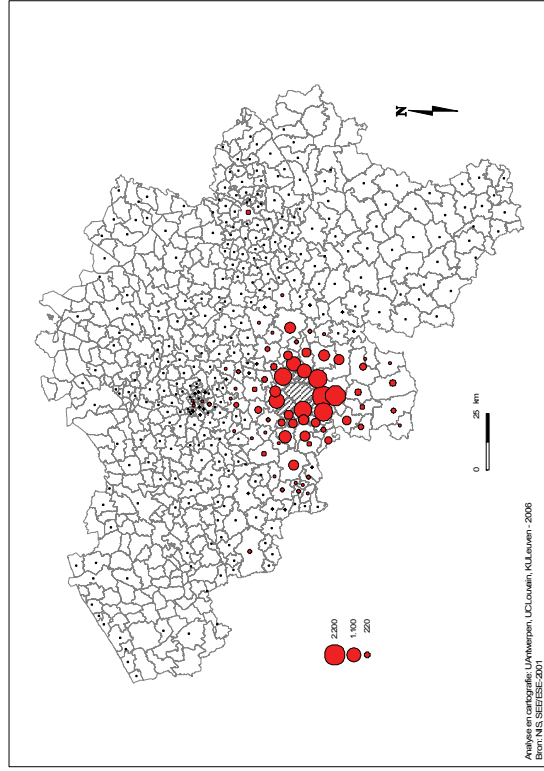 N
0 25 km
2.200
1.100
220
Analyse en cartografie: UAntwerpen, UCLouvain, KULeuven - 2006
Bron: NIS, SEE/ESE-2001